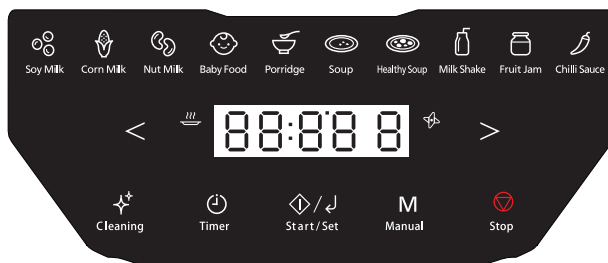 Soy Milk Corn Milk Nut Milk Baby Food Porridge Soup Healthy Soup Milk Shake Fruit Jam Chilli Sauce
< 88:88 8 >
Cleaning Timer Start/Set M Manual Stop